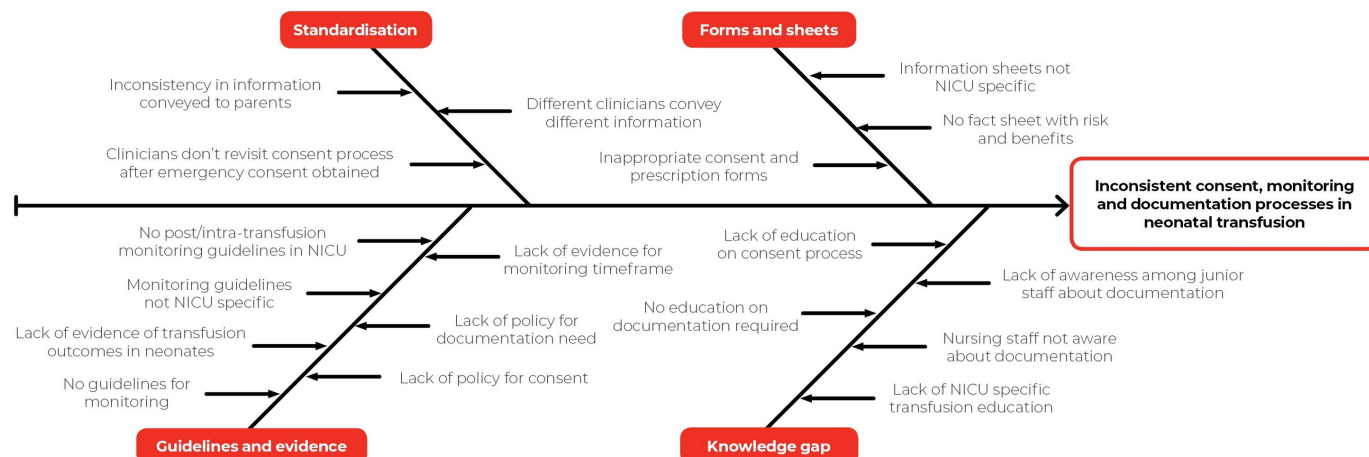 Standardisation
Forms and sheets
Inconsistency in information
conveyed to parents
Different clinicians convey
different information
Clinicians don't revisit consent process
after emergency consent obtained
Information sheets not
NICU specific
No fact sheet with risk
and benefits
Inappropriate consent and
prescription forms
Inconsistent consent, monitoring
and documentation processes in
neonatal transfusion
No post/intra-transfusion
monitoring guidelines in NICU
Lack of evidence for
monitoring timeframe
Monitoring guidelines
not NICU specific
Lack of policy for
documentation need
Lack of evidence of transfusion
outcomes in neonates
Lack of policy for consent
No guidelines for
monitoring
Lack of education
on consent process
Lack of awareness among junior
staff about documentation
No education on
documentation required
Nursing staff not aware
about documentation
Lack of NICU specific
transfusion education
Guidelines and evidence
Knowledge gap